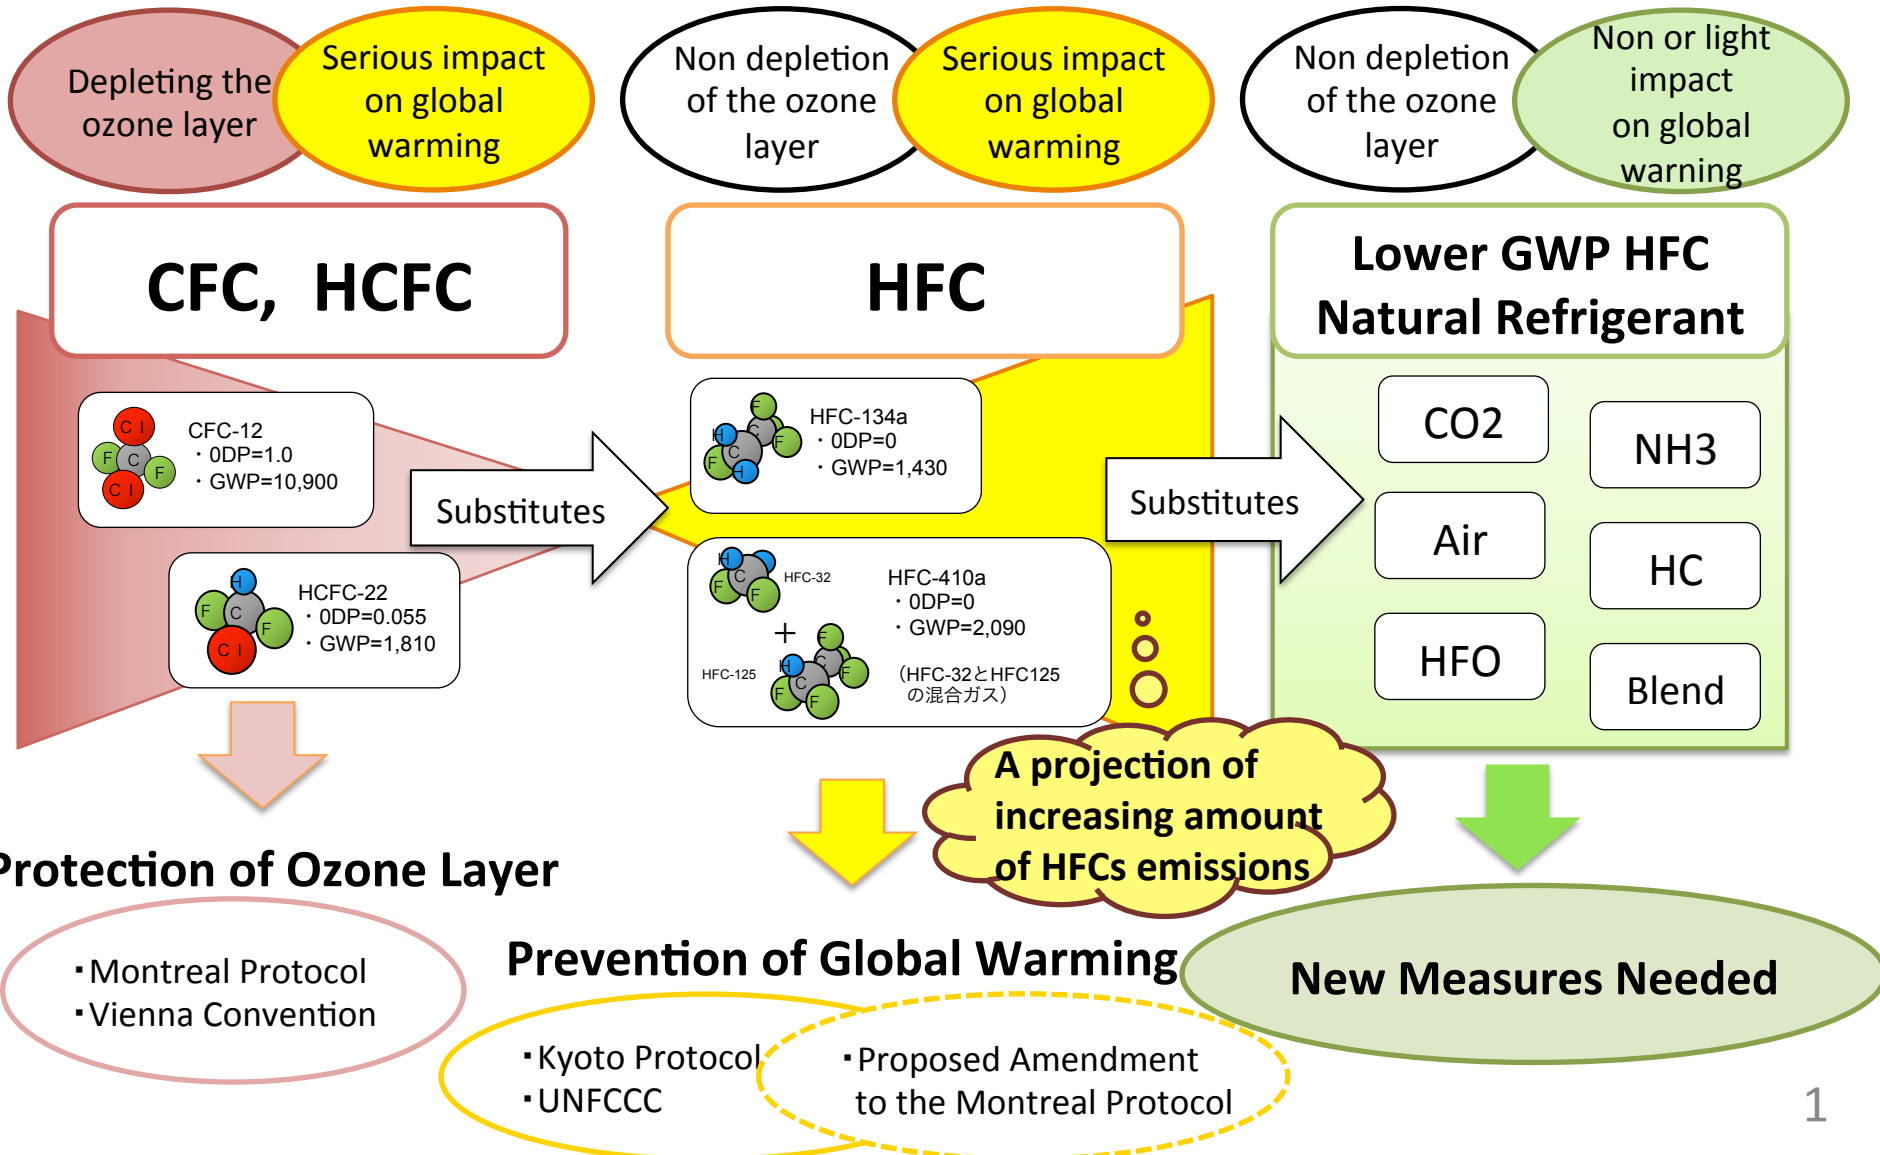 Depleting the
ozone layer
Serious impact
on global
warming
Non depletion
of the ozone
layer
Serious impact
on global
warming
Non depletion
of the ozone
layer
Non or light
impact
on global
warning
CFC, HCFC
HFC
Lower GWP HFC
Natural Refrigerant
C l
F
C
F
C l
CFC-12
・0DP=1.0
・GWP=10,900
H
F
C
F
C l
HCFC-22
・0DP=0.055
・GWP=1,810
Substitutes
F
H
C
F
C
F
H
HFC-134a
・0DP=0
・GWP=1,430
H
C
F
F
HFC-32
+
HFC-125
F
H
C
F
C
F
F
HFC-410a
・0DP=0
・GWP=2,090
（HFC-32とHFC125
の混合ガス）
Substitutes
CO2
NH3
Air
HC
HFO
Blend
A projection of
increasing amount
of HFCs emissions
Protection of Ozone Layer
・Montreal Protocol
・Vienna Convention
Prevention of Global Warming
・Kyoto Protocol
・UNFCCC
・Proposed Amendment
to the Montreal Protocol
New Measures Needed
1